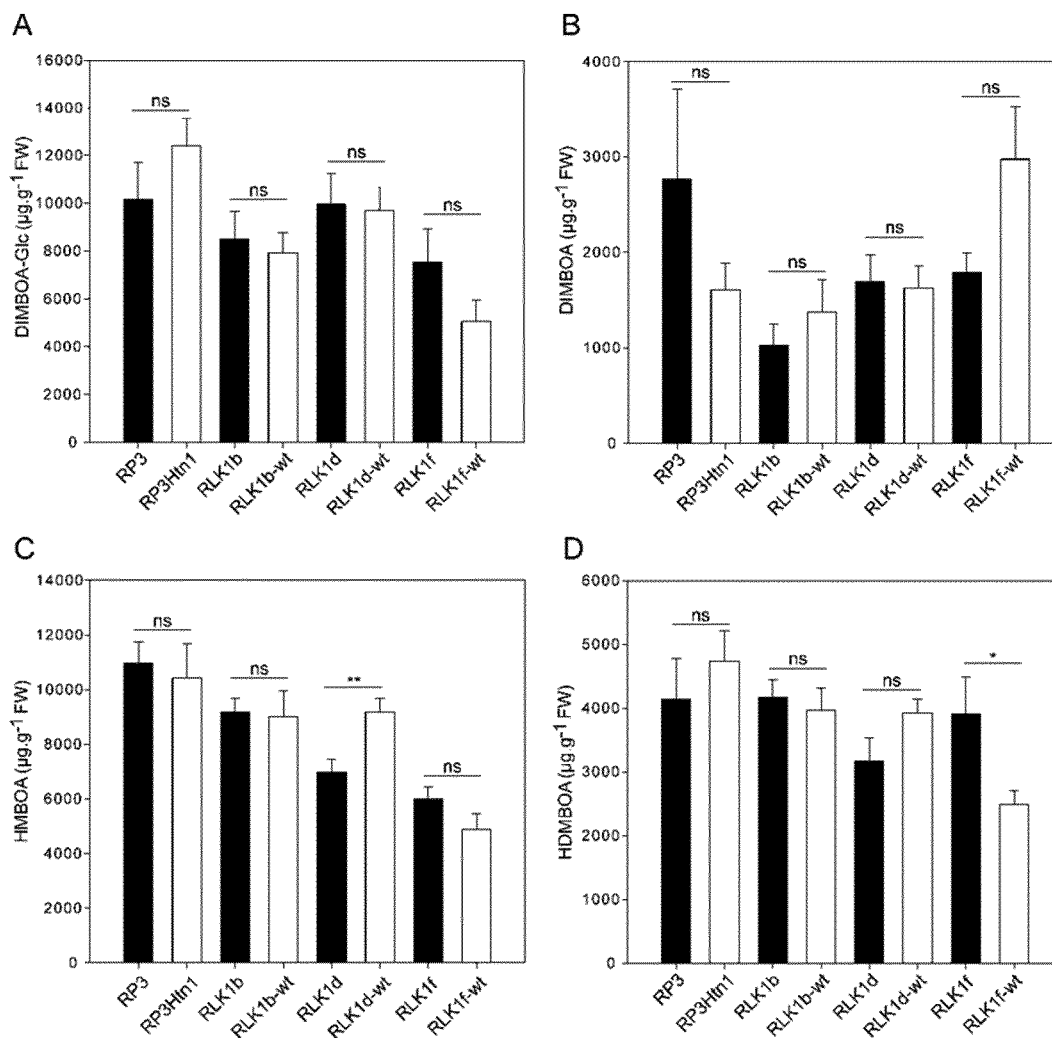 A
DIMBOA-Glc (µg.g⁻¹ FW)
16000
14000
12000
10000
8000
6000
4000
2000
0
ns
ns
ns
ns
RP3
RP3Htn1
RLK1b
RLK1b-wt
RLK1d
RLK1d-wt
RLK1f
RLK1f-wt
B
DIMBOA (µg.g⁻¹ FW)
4000
3000
2000
1000
0
ns
ns
ns
ns
RP3
RP3Htn1
RLK1b
RLK1b-wt
RLK1d
RLK1d-wt
RLK1f
RLK1f-wt
C
HMBOA (µg.g⁻¹ FW)
14000
12000
10000
8000
6000
4000
2000
0
ns
ns
**
ns
RP3
RP3Htn1
RLK1b
RLK1b-wt
RLK1d
RLK1d-wt
RLK1f
RLK1f-wt
D
HDMBOA (µg.g⁻¹ FW)
6000
5000
4000
3000
2000
1000
0
ns
ns
ns
*
RP3
RP3Htn1
RLK1b
RLK1b-wt
RLK1d
RLK1d-wt
RLK1f
RLK1f-wt